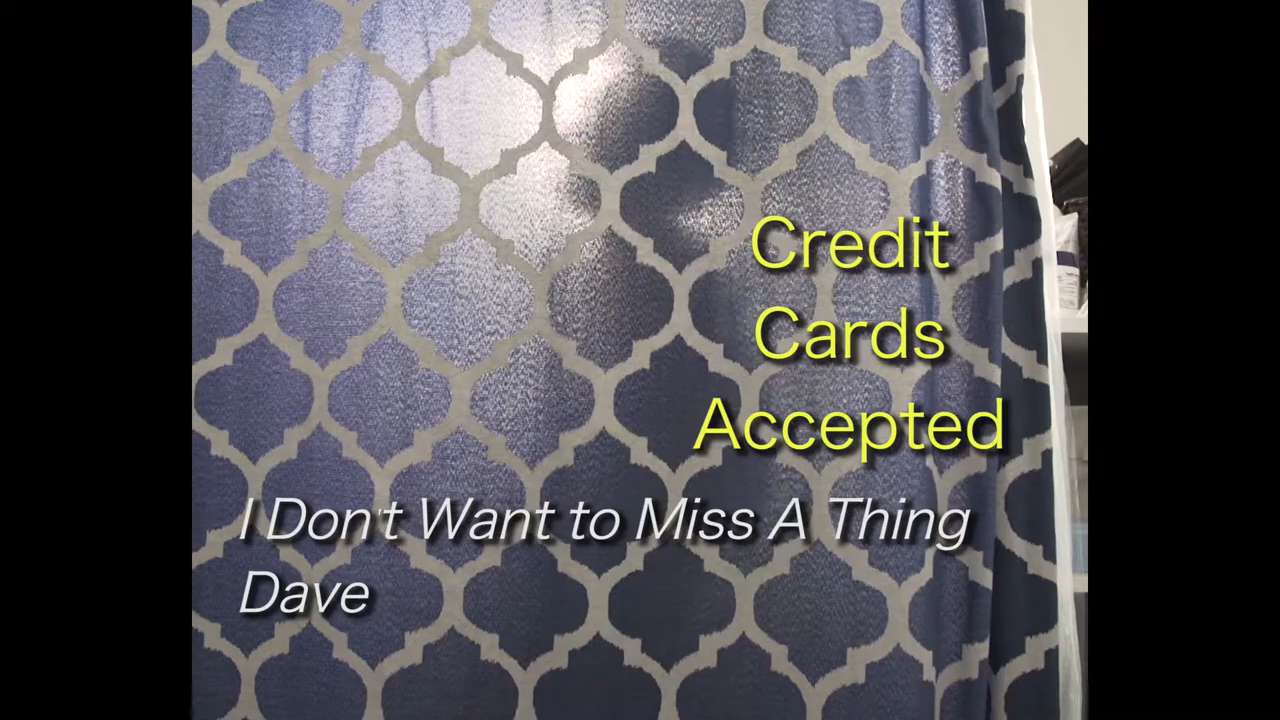 Credit
Cards
Accepted
I Don't Want to Miss A Thing
Dave